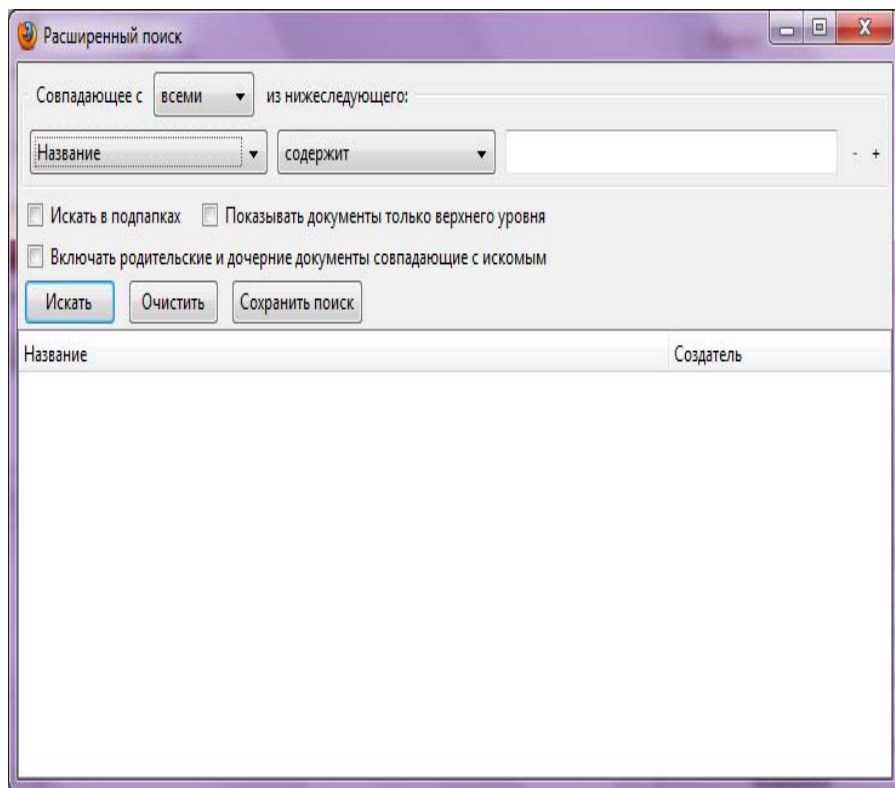 Расширенный поиск
Совпадающее с всеми из нижеследующего:
Название содержит - +
Искать в подпапках Показывать документы только верхнего уровня
Включать родительские и дочерние документы совпадающие с искомым
Искать Очистить Сохранить поиск
Название Создатель